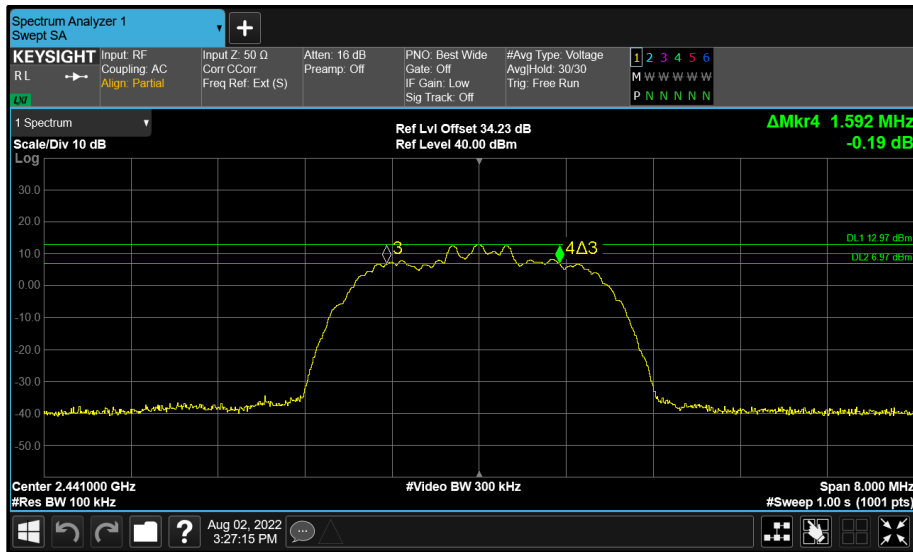 Spectrum Analyzer 1
Swept SA
+
KEYSIGHT
RL
LXI
Input: RF
Coupling: AC
Align: Partial
Input Z: 50 Ω
Corr CCorr
Freq Ref: Ext (S)
Atten: 16 dB
Preamp: Off
PNO: Best Wide
Gate: Off
IF Gain: Low
Sig Track: Off
#Avg Type: Voltage
Avg|Hold: 30/30
Trig: Free Run
1 2 3 4 5 6
M W W W W W
P N N N N N
1 Spectrum
Scale/Div 10 dB
Log
Ref Lvl Offset 34.23 dB
Ref Level 40.00 dBm
ΔMkr4 1.592 MHz
-0.19 dB
30.0
20.0
DL1 12.97 dBm
3
4Δ3
10.0
DL2 6.97 dBm
0.00
-10.0
-20.0
-30.0
-40.0
-50.0
Center 2.441000 GHz
#Res BW 100 kHz
#Video BW 300 kHz
Span 8.000 MHz
#Sweep 1.00 s (1001 pts)
?
Aug 02, 2022
3:27:15 PM